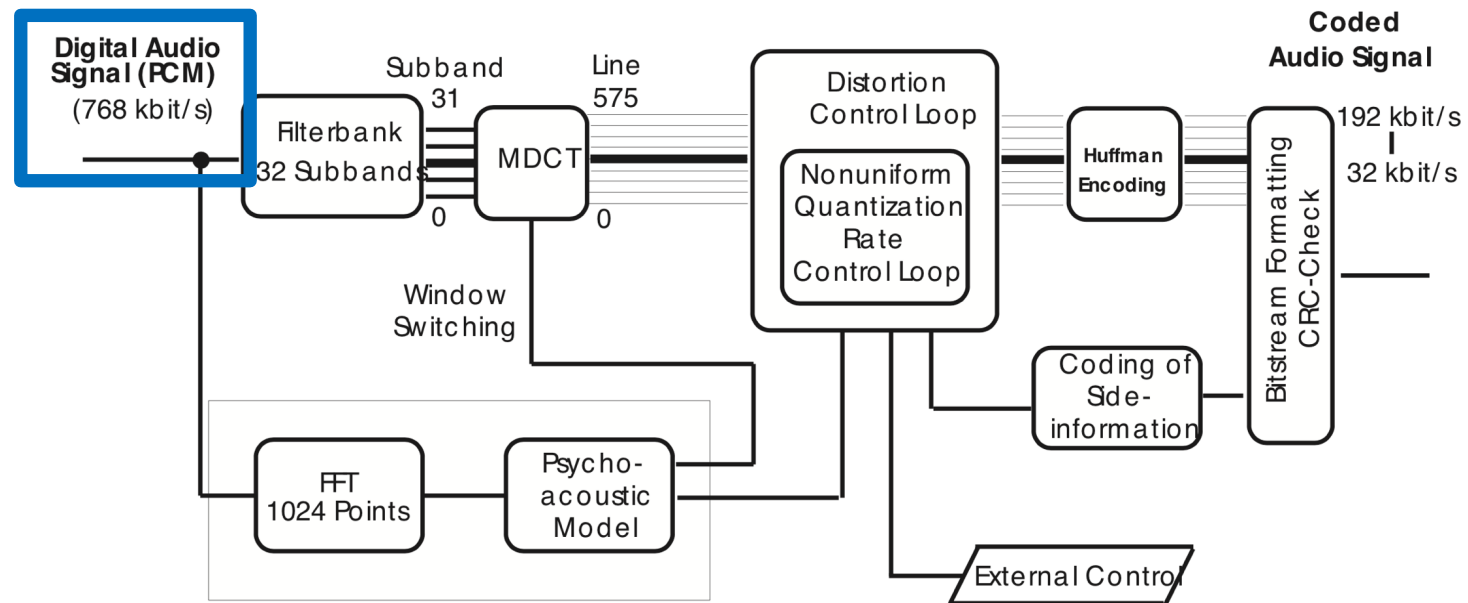 Digital Audio
Signal (PCM)
(768 kbit/s)
Filterbank
32 Subbands
Subband
31
0
MDCT
Line
575
0
Window
Switching
Distortion
Control Loop
Nonuniform
Quantization
Rate
Control Loop
Huffman
Encoding
Coded
Audio Signal
192 kbit/s
32 kbit/s
Bitstream Formatting
CRC-Check
Coding of
Side-
information
FFT
1024 Points
Psycho-
acoustic
Model
External Control